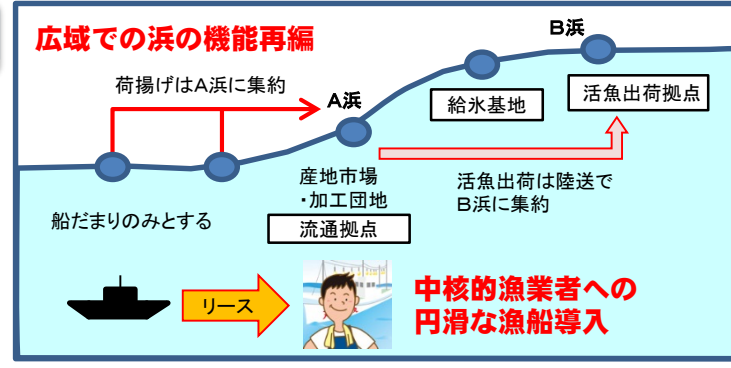 広域での浜の機能再編
荷揚げはA浜に集約
A浜
B浜
給氷基地
活魚出荷拠点
産地市場
・加工団地
流通拠点
活魚出荷は陸送で
B浜に集約
船だまりのみとする
リース
中核的漁業者への
円滑な漁船導入